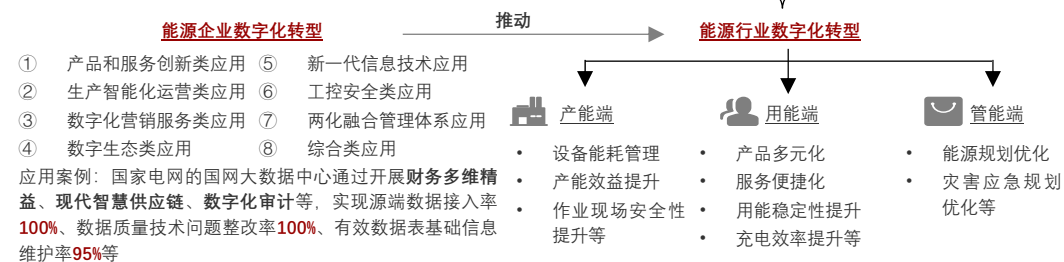 能源企业数字化转型
① 产品和服务创新类应用 ⑤ 新一代信息技术应用
② 生产智能化运营类应用 ⑥ 工控安全类应用
③ 数字化营销服务类应用 ⑦ 两化融合管理体系应用
④ 数字生态类应用 ⑧ 综合类应用
应用案例：国家电网的国网大数据中心通过开展财务多维精
益、现代智慧供应链、数字化审计等，实现源端数据接入率
100%、数据质量技术问题整改率100%、有效数据表基础信息
维护率95%等
推动
能源行业数字化转型
产能端
• 设备能耗管理
• 产能效益提升
• 作业现场安全性
提升等
用能端
• 产品多元化
• 服务便捷化
• 用能稳定性提升
• 充电效率提升等
管能端
• 能源规划优化
• 灾害应急规划
优化等